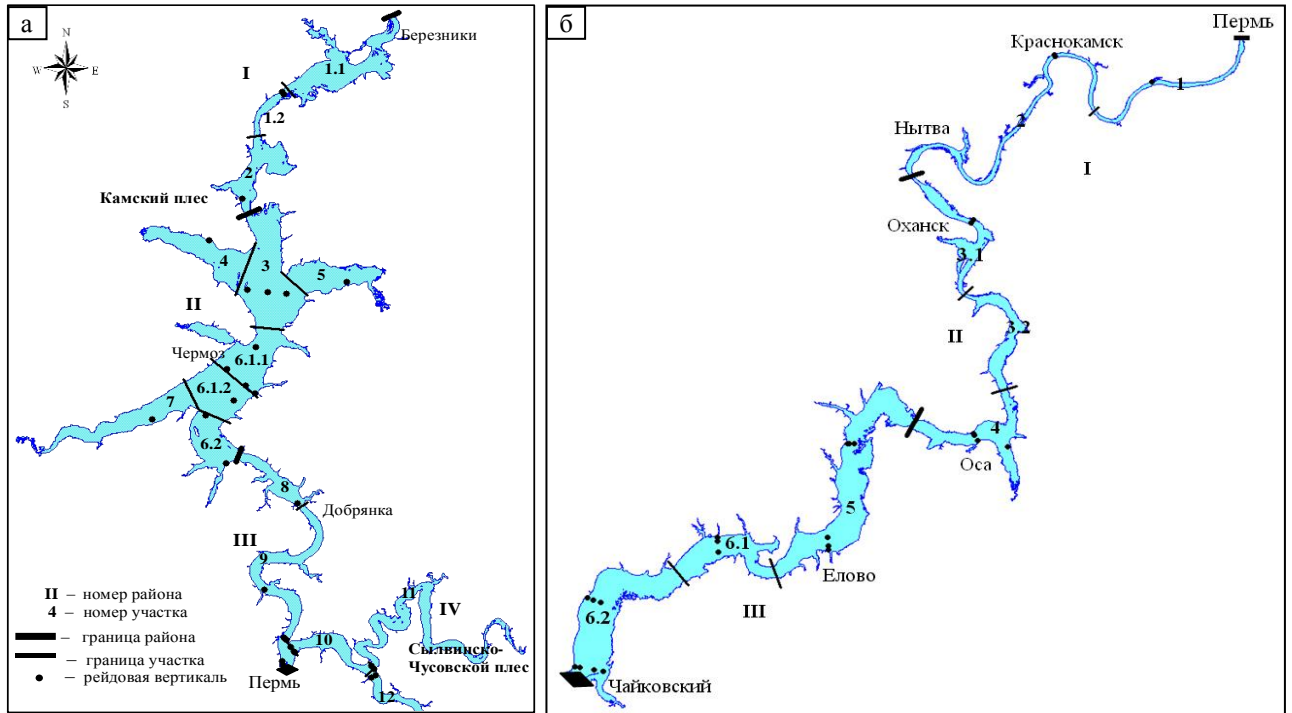 а
N
W E
S
Березники
I
1.1
1.2
2
Камский плес
4
3
5
II
Чермоз
6.1.1
6.1.2
7
6.2
8
Добрянка
III
9
II – номер района
4 – номер участка
– граница района
– граница участка
– рейдовая вертикаль
11
IV
10
Сылвинско-
Чусовской плес
Пермь
12
б
Пермь
Краснокамск
1
2
Нытва
I
Оханск
3.1
II
3.2
4
Оса
5
6.1
Елово
III
6.2
Чайковский